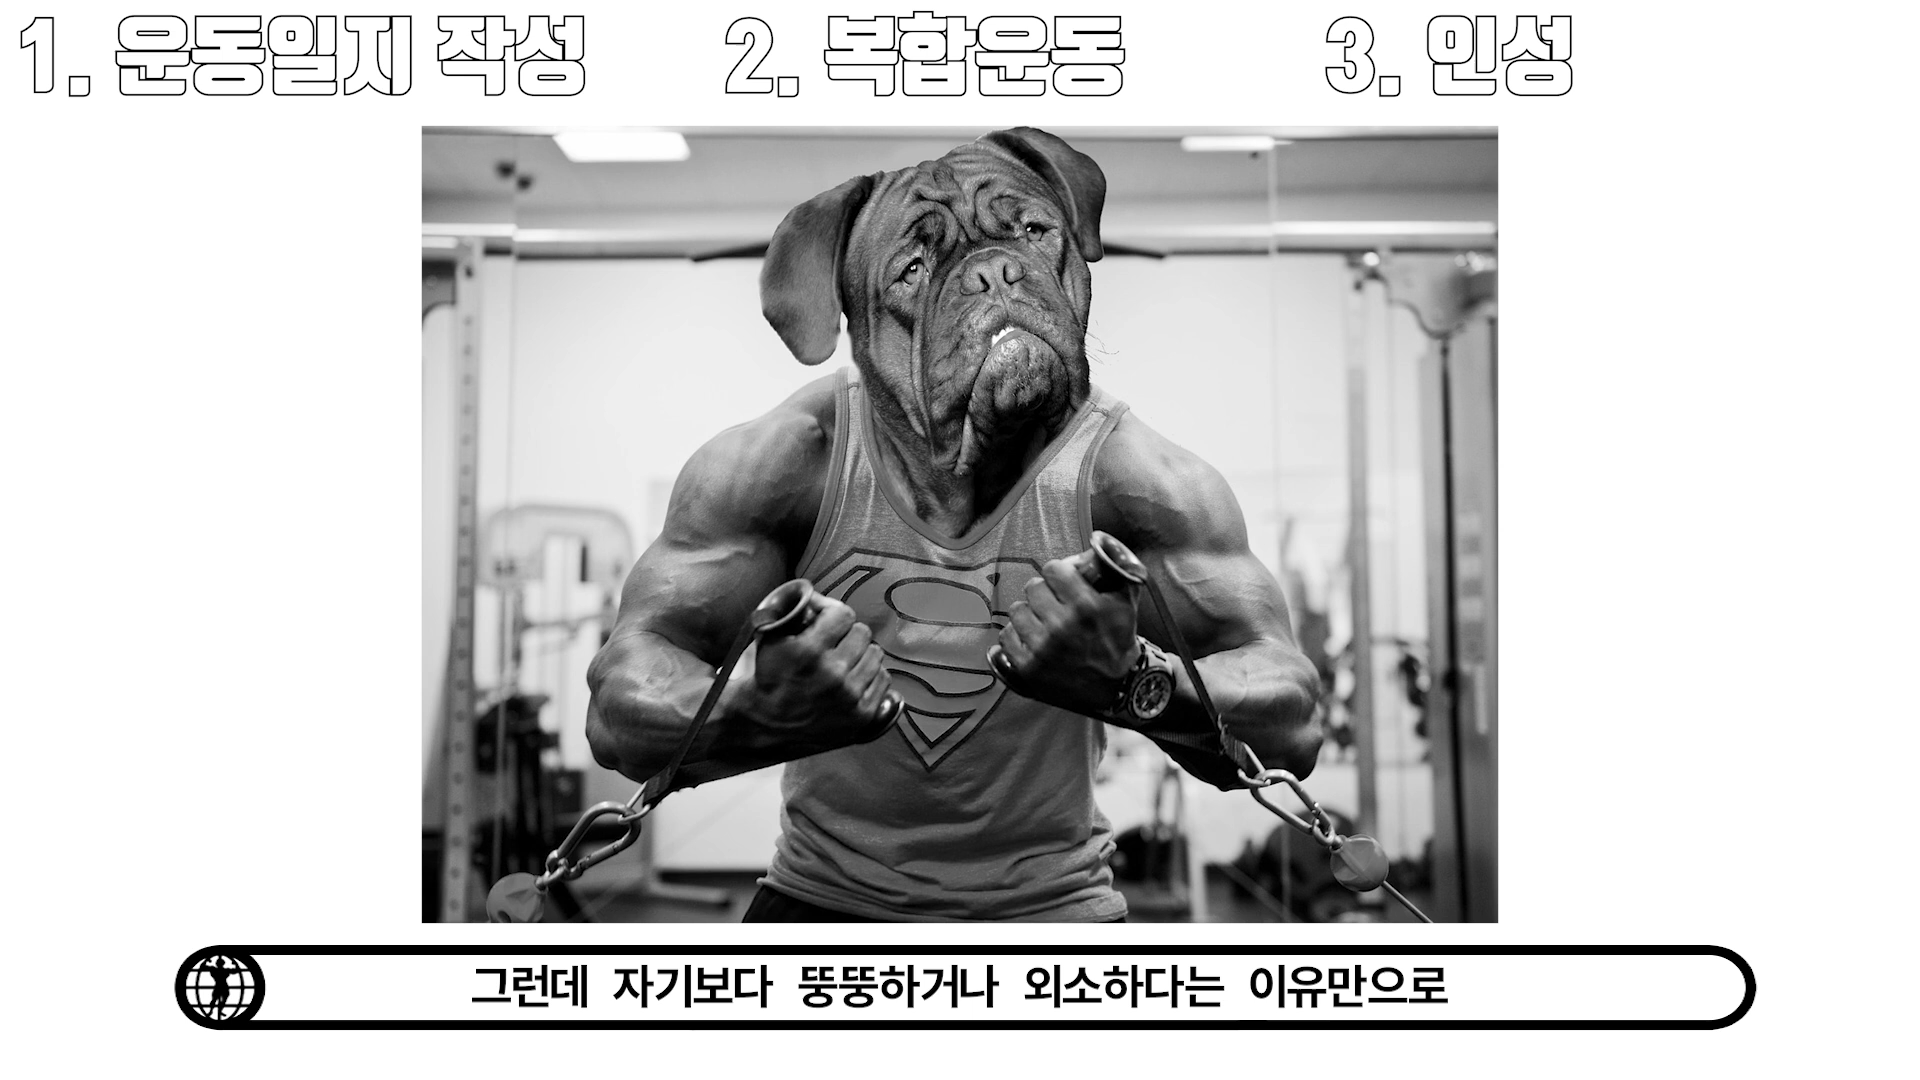 1. 운동일지 작성 2. 복합운동 3. 인성
S
그런데 자기보다 뚱뚱하거나 외소하다는 이유만으로